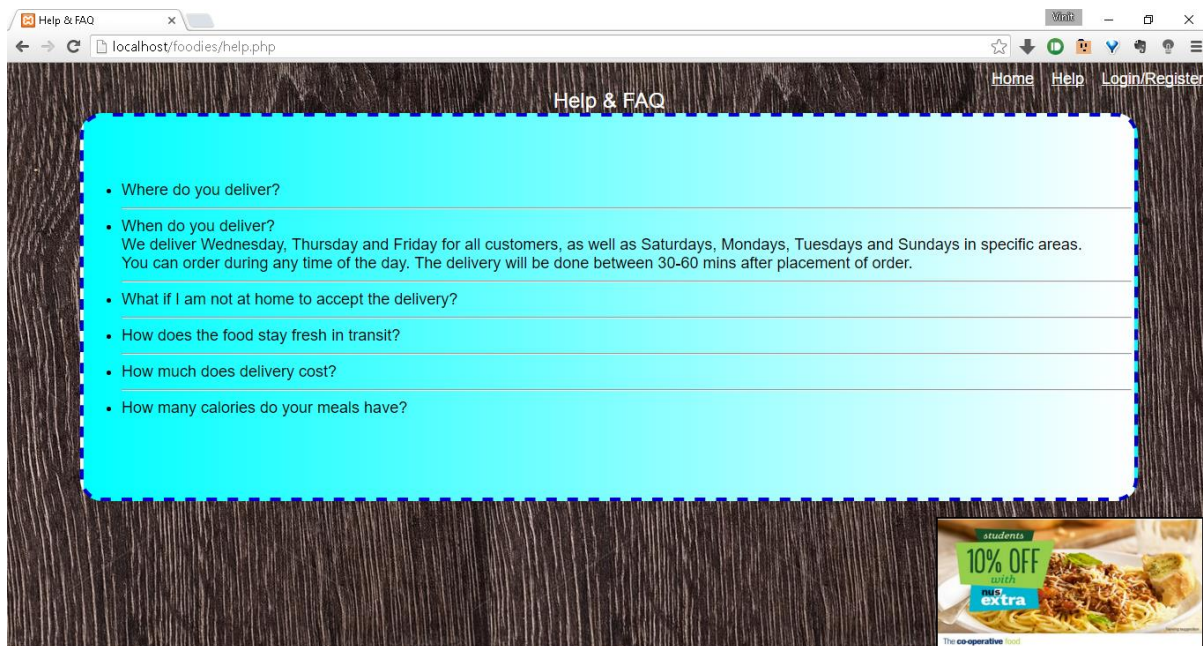 Help & FAQ
Vinit
localhost/foodies/help.php
Home Help Login/Register
Help & FAQ
Where do you deliver?
When do you deliver?
We deliver Wednesday, Thursday and Friday for all customers, as well as Saturdays, Mondays, Tuesdays and Sundays in specific areas.
You can order during any time of the day. The delivery will be done between 30-60 mins after placement of order.
What if I am not at home to accept the delivery?
How does the food stay fresh in transit?
How much does delivery cost?
How many calories do your meals have?
students
10% OFF
with
nus
extra
The co-operative food